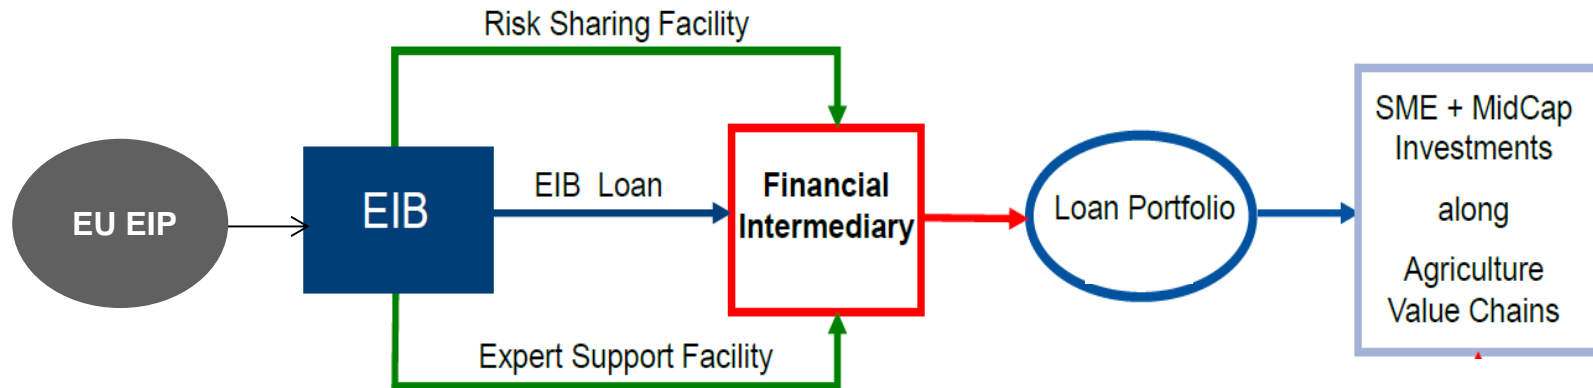 Risk Sharing Facility
EU EIP
EIB
EIB Loan
Financial
Intermediary
Loan Portfolio
SME + MidCap
Investments
along
Agriculture
Value Chains
Expert Support Facility